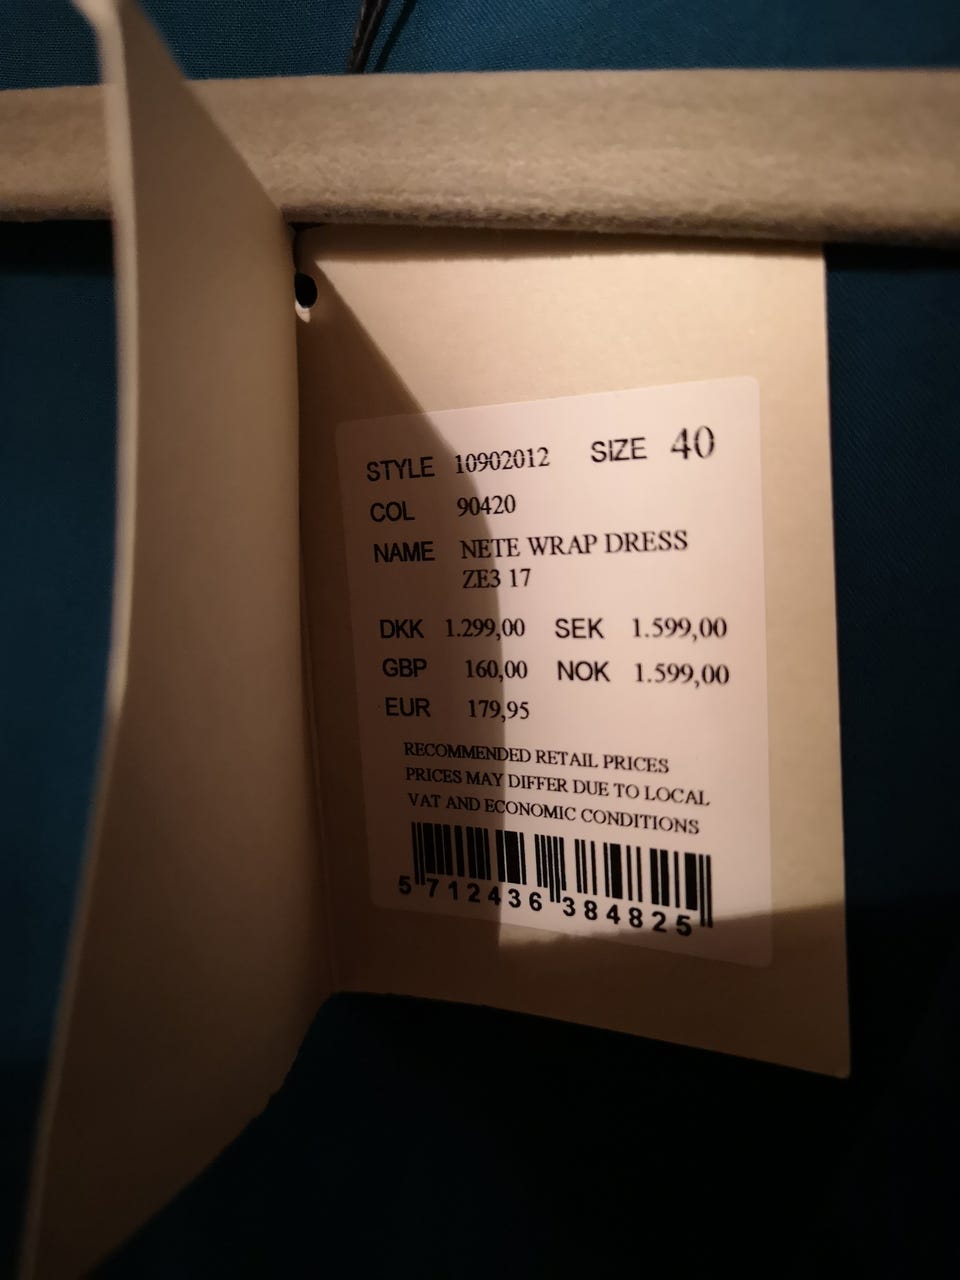 STYLE 10902012 SIZE 40
COL 90420
NAME NETE WRAP DRESS
ZE3 17
DKK 1.299,00 SEK 1.599,00
GBP 160,00 NOK 1.599,00
EUR 179,95
RECOMMENDED RETAIL PRICES
PRICES MAY DIFFER DUE TO LOCAL
VAT AND ECONOMIC CONDITIONS
5 712436 384825